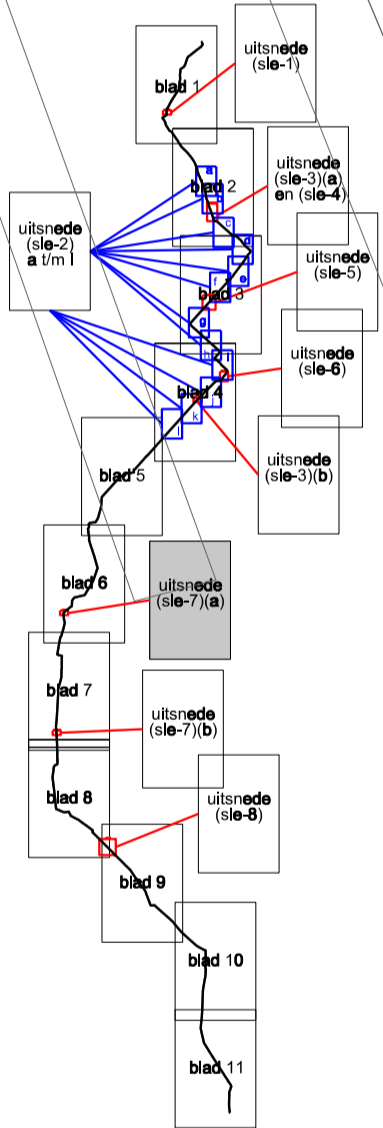 uitsnede
(sle-1)
blad 1
uitsnede
(sle-3)(a)
en (sle-4)
a
blad 2
b
c
uitsnede
(sle-2)
a t/m l
d
uitsnede
(sle-5)
e
f
blad 3
g
h
i
uitsnede
(sle-6)
blad 4
j
k
l
uitsnede
(sle-3)(b)
blad 5
blad 6
uitsnede
(sle-7)(a)
blad 7
uitsnede
(sle-7)(b)
blad 8
uitsnede
(sle-8)
blad 9
blad 10
blad 11